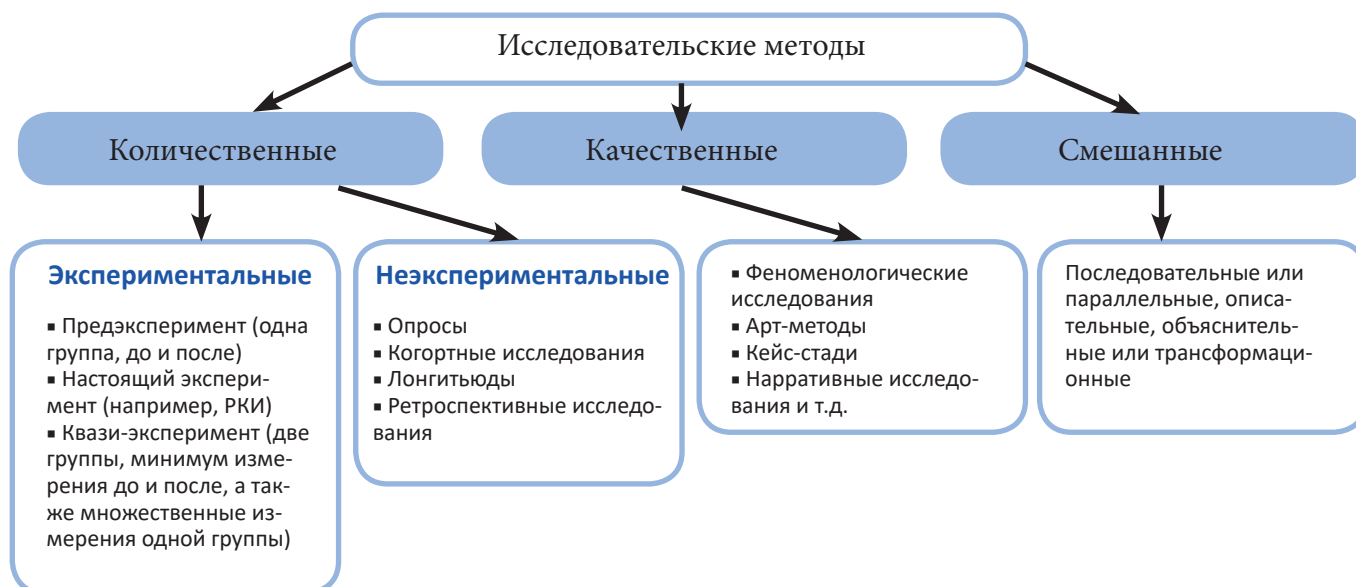 Исследовательские методы
Количественные
Качественные
Смешанные
Экспериментальные
▪ Предэксперимент (одна
группа, до и после)
▪ Настоящий экспери-
мент (например, РКИ)
▪ Квази-эксперимент (две
группы, минимум изме-
рения до и после, а так-
же множественные из-
мерения одной группы)
Неэкспериментальные
▪ Опросы
▪ Когортные исследования
▪ Лонгитьюды
▪ Ретроспективные исследо-
вания
▪ Феноменологические
исследования
▪ Арт-методы
▪ Кейс-стади
▪ Нарративные исследо-
вания и т.д.
Последовательные или
параллельные, описа-
тельные, объяснитель-
ные или трансформаци-
онные